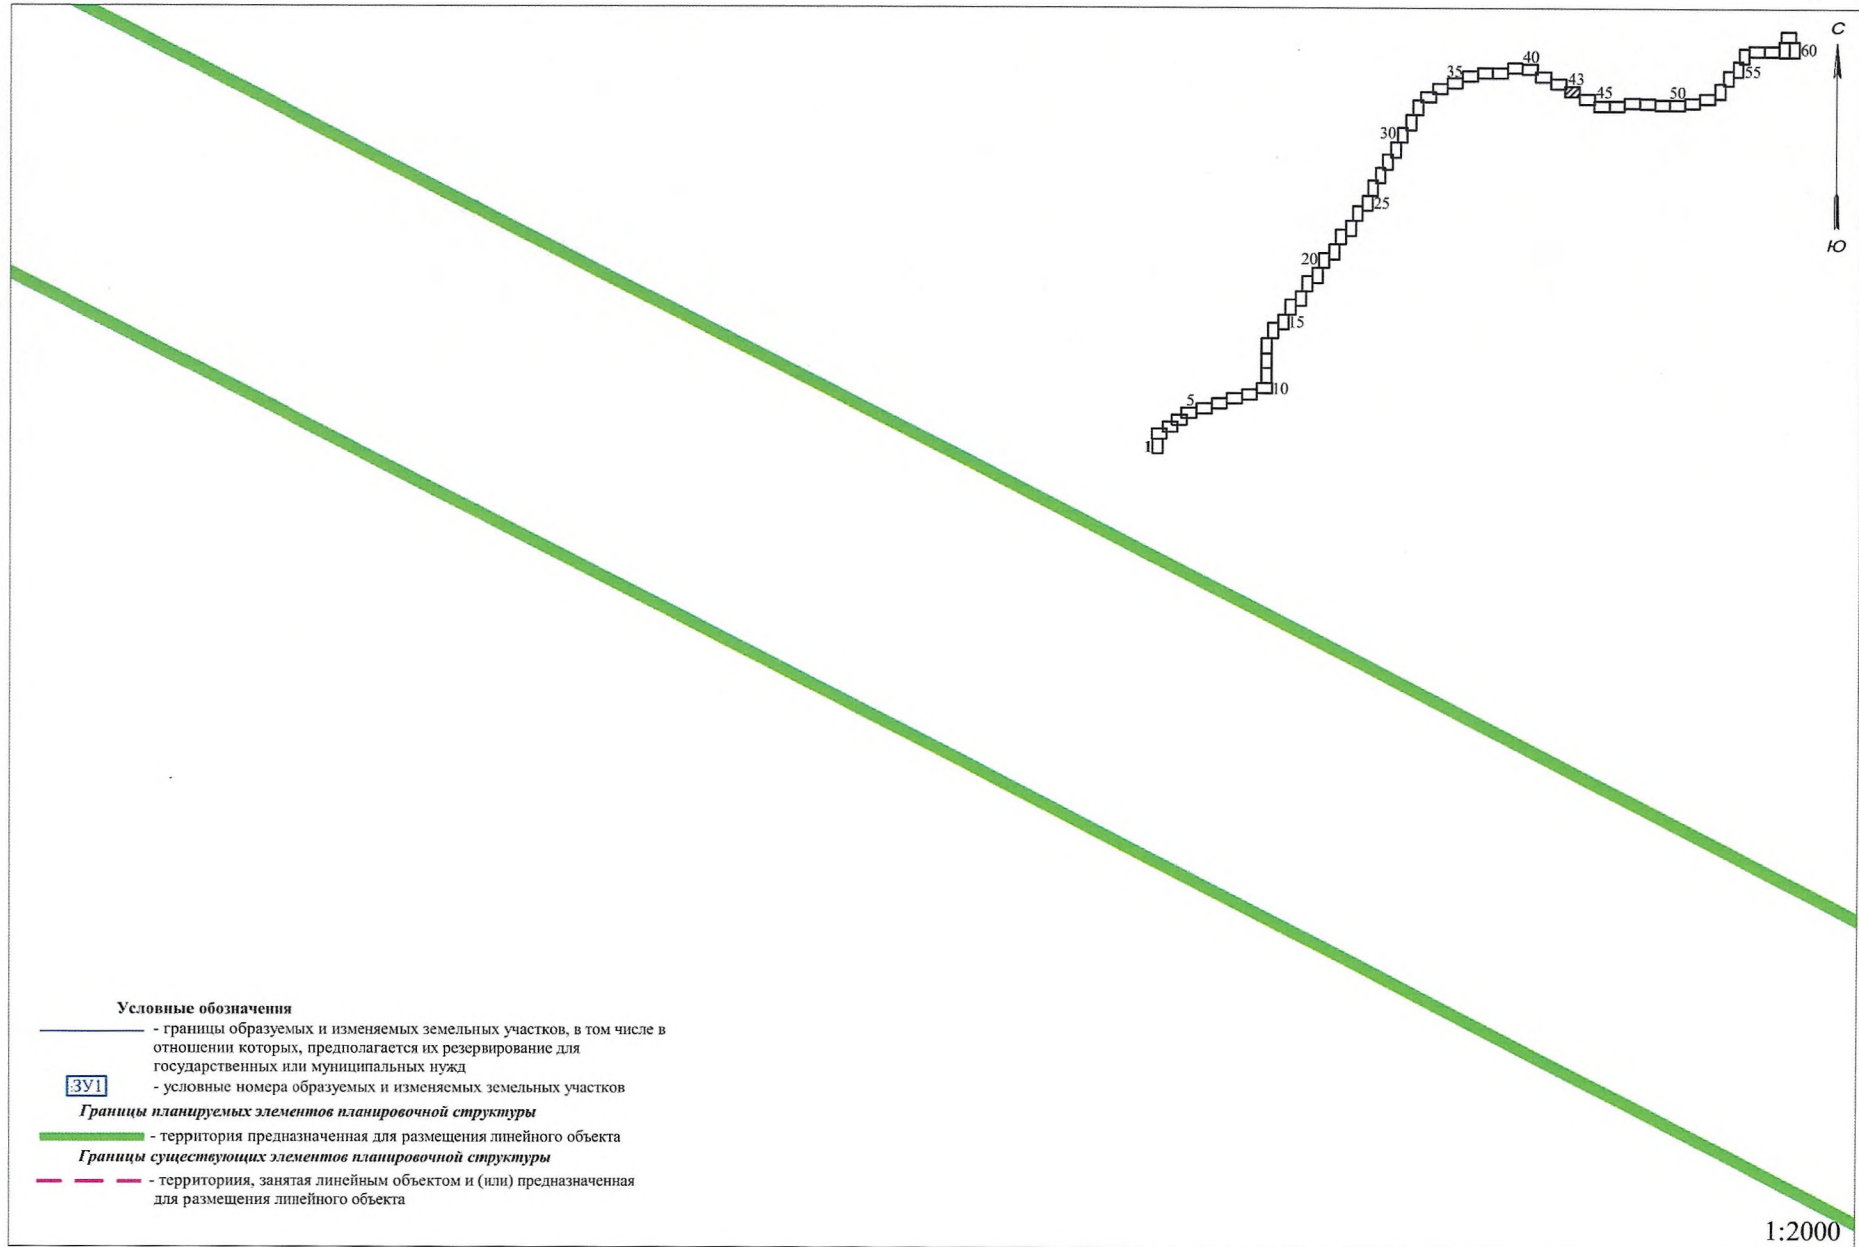 С
60
40
35
43
55
45
50
30
25
20
15
10
5
1
Ю
Условные обозначения
- границы образуемых и изменяемых земельных участков, в том числе в
отношении которых, предполагается их резервирование для
государственных или муниципальных нужд
:ЗУ1
- условные номера образуемых и изменяемых земельных участков
Границы планируемых элементов планировочной структуры
- территория предназначенная для размещения линейного объекта
Границы существующих элементов планировочной структуры
- територииия, занятая линейным объектом и (или) предназначенная
для размещения линейного объекта
1:2000